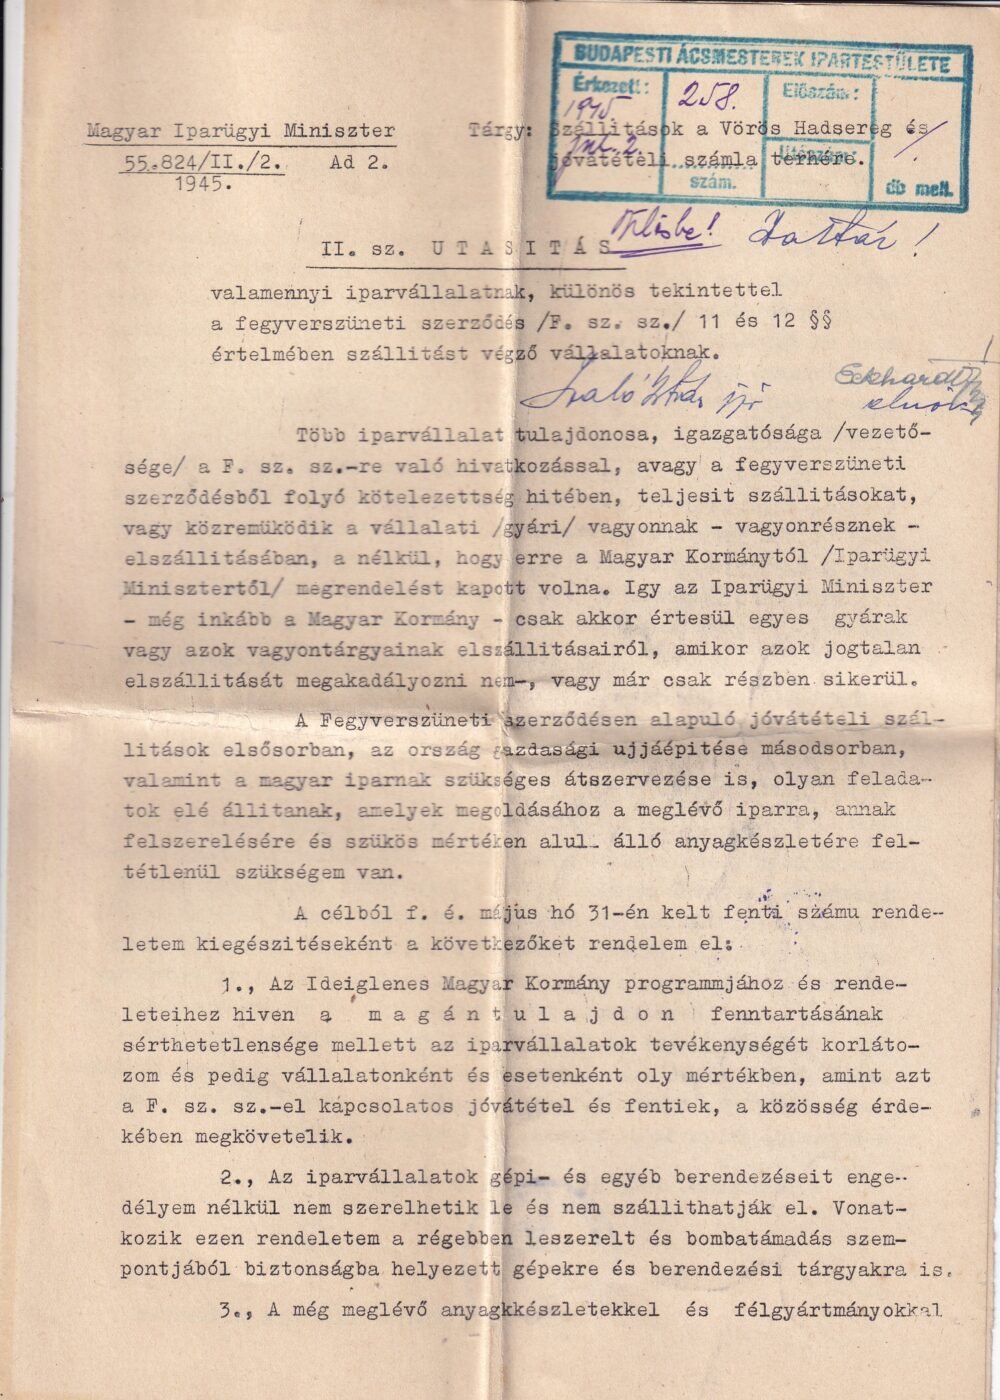 BUDAPESTI ÁCSMESTEREK IPARTESTÜLETE
Érkezett:
1945
258.
szám.
Előszám:
Utószám:
db mell.
Magyar Iparügyi Miniszter
55.824/II./2. Ad 2.
1945.
Tárgy: Szállitások a Vörös Hadsereg és
jóvátételi számla terhére.
Irattár!
II. sz. UTASITÁS
valamennyi iparvállalatnak, különös tekintettel
a fegyverszüneti szerződés /F. sz. sz./ 11 és 12 §§
értelmében szállitást végző vállalatoknak.
Eckhardt
elnök
Több iparvállalat tulajdonosa, igazgatósága /vezető-
sége/ a F. sz. sz.-re való hivatkozással, avagy a fegyverszüneti
szerződésből folyó kötelezettség hitében, teljesit szállitásokat,
vagy közremüködik a vállalati /gyári/ vagyonnak - vagyonrésznek -
elszállitásában, a nélkül, hogy erre a Magyar Kormánytól /Iparügyi
Minisztertől/ megrendelést kapott volna. Igy az Iparügyi Miniszter
- még inkább a Magyar Kormány - csak akkor értesül egyes gyárak
vagy azok vagyontárgyainak elszállitásairól, amikor azok jogtalan
elszállitását megakadályozni nem-, vagy már csak részben sikerül.
A Fegyverszüneti szerződésen alapuló jóvátételi szál-
litások elsősorban, az ország gazdasági ujjáépitése másodsorban,
valamint a magyar iparnak szükséges átszervezése is, olyan felada-
tok elé állitanak, amelyek megoldásához a meglévő iparra, annak
felszerelésére és szükös mértéken alul álló anyagkészletére fel-
tétlenül szükségem van.
A célból f. é. május hó 31-én kelt fenti számu rende-
letem kiegészitéseként a következőket rendelem el:
1., Az Ideiglenes Magyar Kormány programmjához és rende-
leteihez hiven a magántulajdon fenntartásának
sérthetetlensége mellett az iparvállalatok tevékenységét korláto-
zom és pedig vállalatonként és esetenként oly mértékben, amint azt
a F. sz. sz.-el kapcsolatos jóvátétel és fentiek, a közösség érde-
kében megkövetelik.
2., Az iparvállalatok gépi- és egyéb berendezéseit enge-
délyem nélkül nem szerelhetik le és nem szállithatják el. Vonat-
kozik ezen rendeletem a régebben leszerelt és bombatámadás szem-
pontjából biztonságba helyezett gépekre és berendezési tárgyakra is.
3., A még meglévő anyagkkészletekkel és félgyártmányokkal